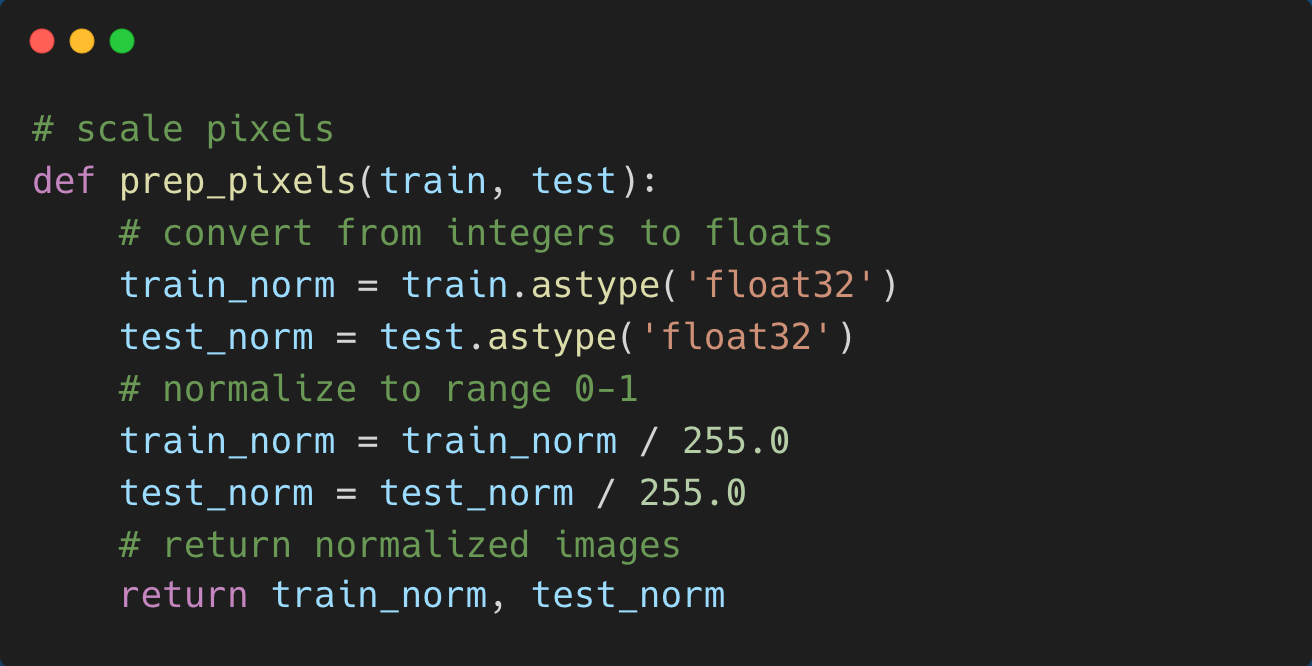 # scale pixels
def prep_pixels(train, test):
    # convert from integers to floats
    train_norm = train.astype('float32')
    test_norm = test.astype('float32')
    # normalize to range 0-1
    train_norm = train_norm / 255.0
    test_norm = test_norm / 255.0
    # return normalized images
    return train_norm, test_norm